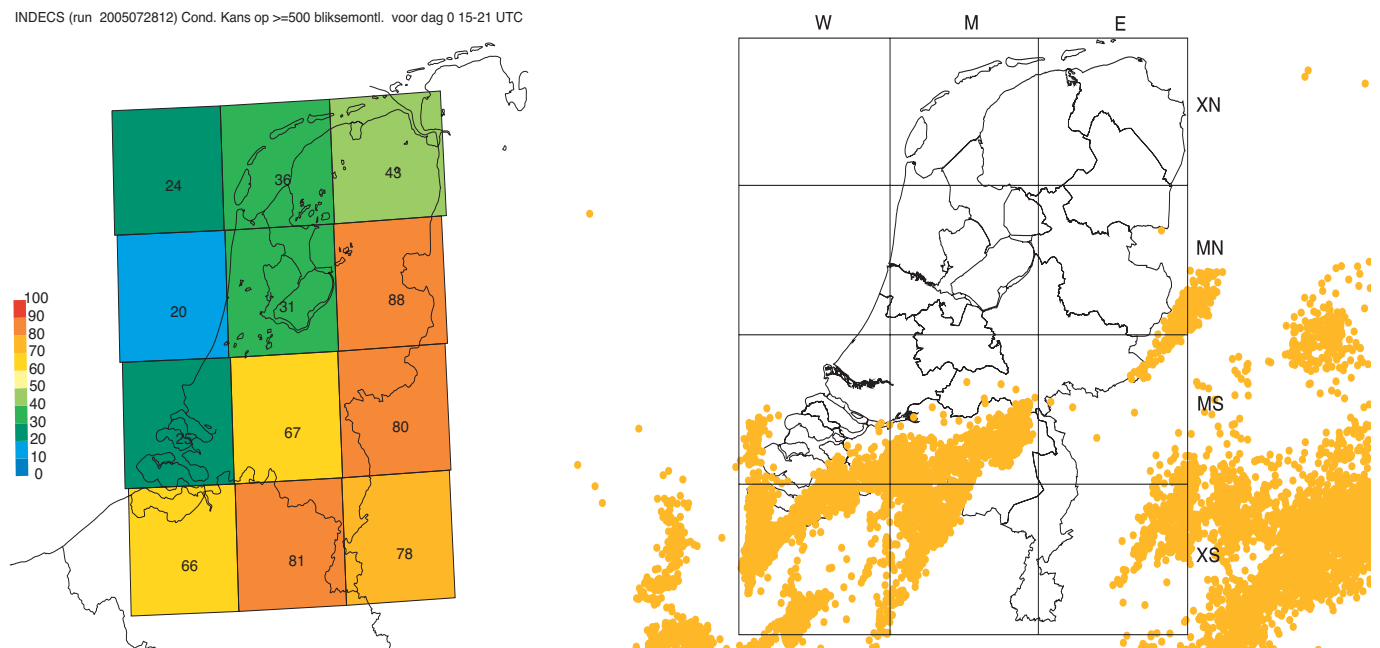 INDECS (run 2005072812) Cond. Kans op >=500 bliksemontl. voor dag 0 15-21 UTC
W M E
XN
MN
MS
XS
24 36 43
20 31 88
25 67 80
66 81 78
100
90
80
70
60
50
40
30
20
10
0